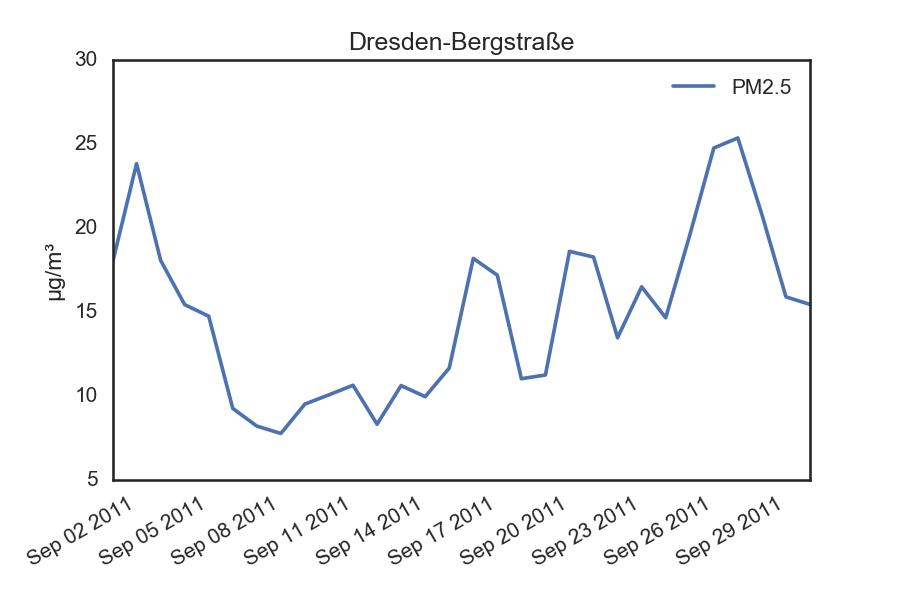 Dresden-Bergstraße
PM2.5
µg/m³
30
25
20
15
10
5
Sep 02 2011
Sep 05 2011
Sep 08 2011
Sep 11 2011
Sep 14 2011
Sep 17 2011
Sep 20 2011
Sep 23 2011
Sep 26 2011
Sep 29 2011